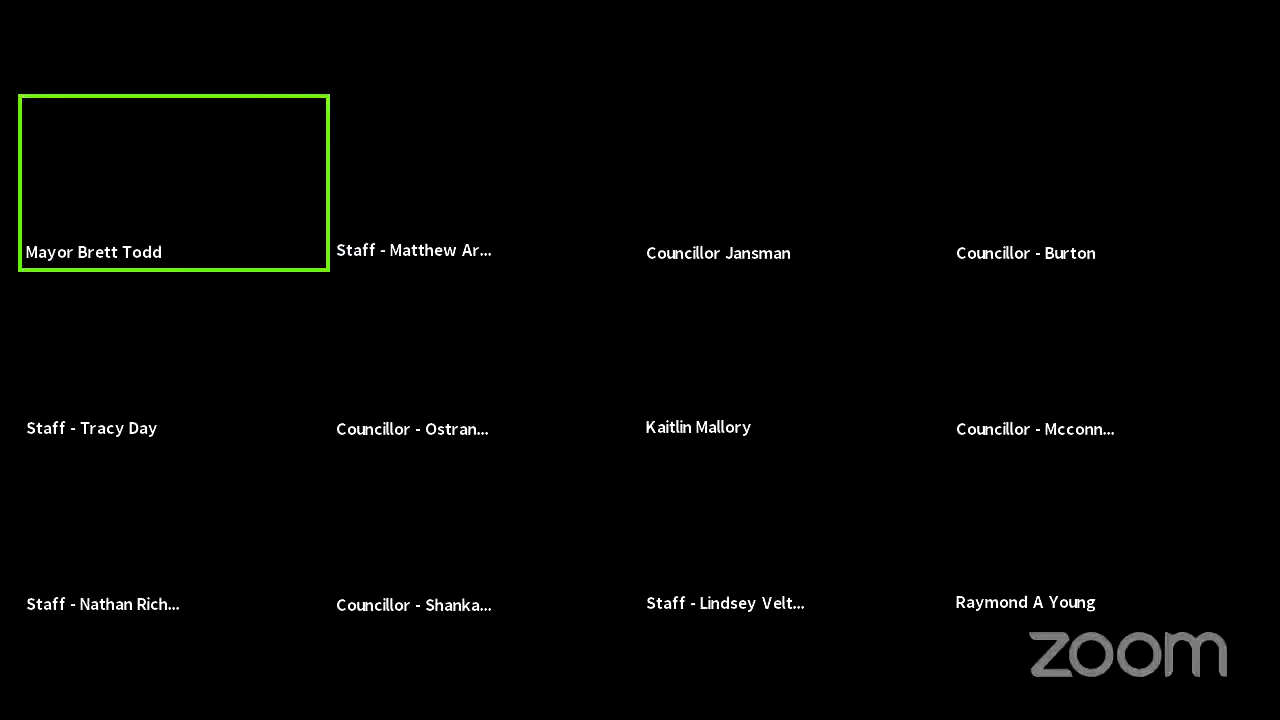 Mayor Brett Todd
Staff - Matthew Ar...
Councillor Jansman
Councillor - Burton
Staff - Tracy Day
Councillor - Ostran...
Kaitlin Mallory
Councillor - Mcconn...
Staff - Nathan Rich...
Councillor - Shanka...
Staff - Lindsey Velt...
Raymond A Young
zoom